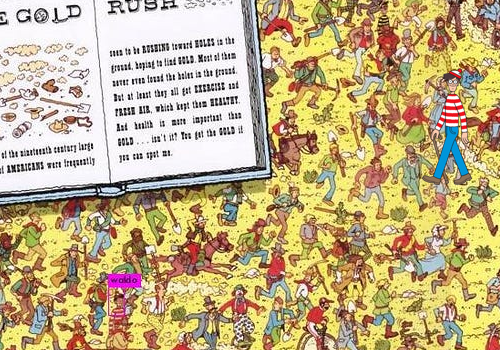 E GOLD
RUSH
seen to be RUSHING toward HOLES in the
ground, hoping to find GOLD. Most of them
never even found the holes in the ground.
But at least they all got EXERCISE and
FRESH AIR, which kept them HEALTHY.
And health is more important than
GOLD . . . isn't it? You get the GOLD if
you can spot me.
of the nineteenth century large
of AMERICANS were frequently
waldo